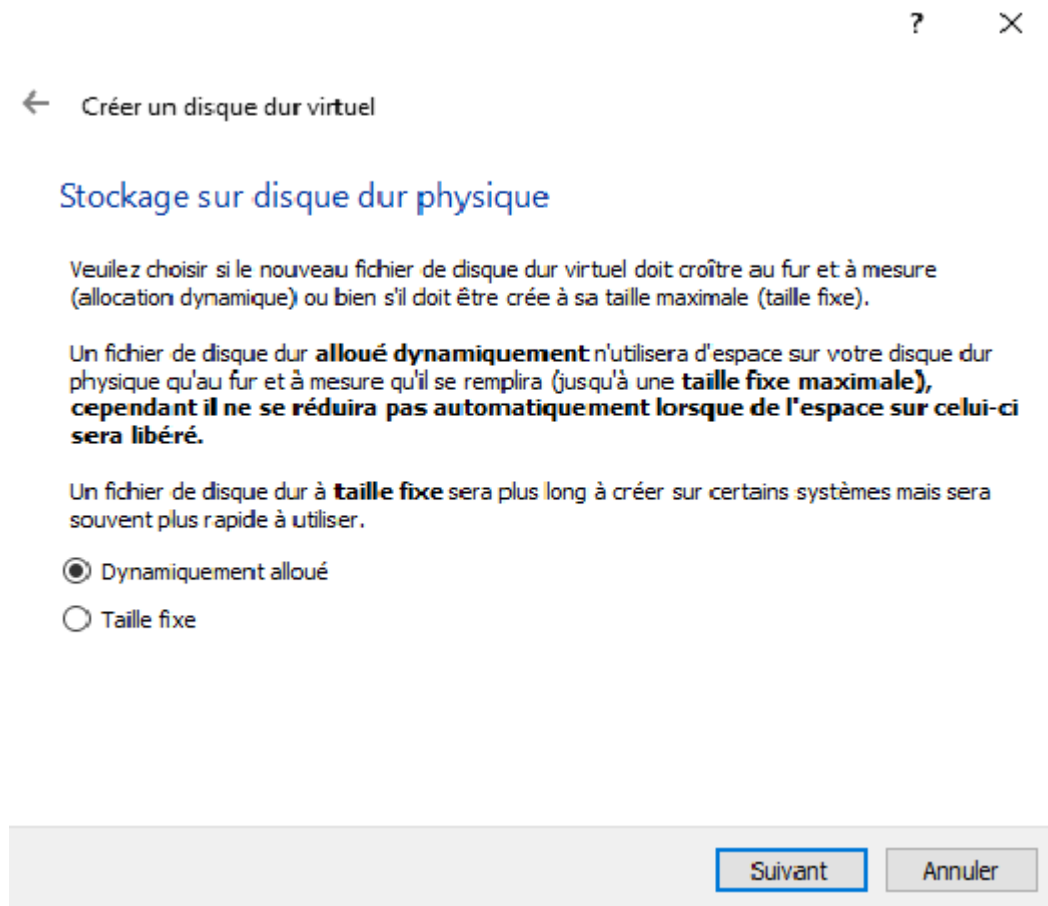 ?
Créer un disque dur virtuel
Stockage sur disque dur physique
Veuilez choisir si le nouveau fichier de disque dur virtuel doit croître au fur et à mesure
(allocation dynamique) ou bien s'il doit être crée à sa taille maximale (taille fixe).
Un fichier de disque dur alloué dynamiquement n'utilisera d'espace sur votre disque dur
physique qu'au fur et à mesure qu'il se remplira (jusqu'à une taille fixe maximale),
cependant il ne se réduira pas automatiquement lorsque de l'espace sur celui-ci
sera libéré.
Un fichier de disque dur à taille fixe sera plus long à créer sur certains systèmes mais sera
souvent plus rapide à utiliser.
Dynamiquement alloué
Taille fixe
Suivant Annuler